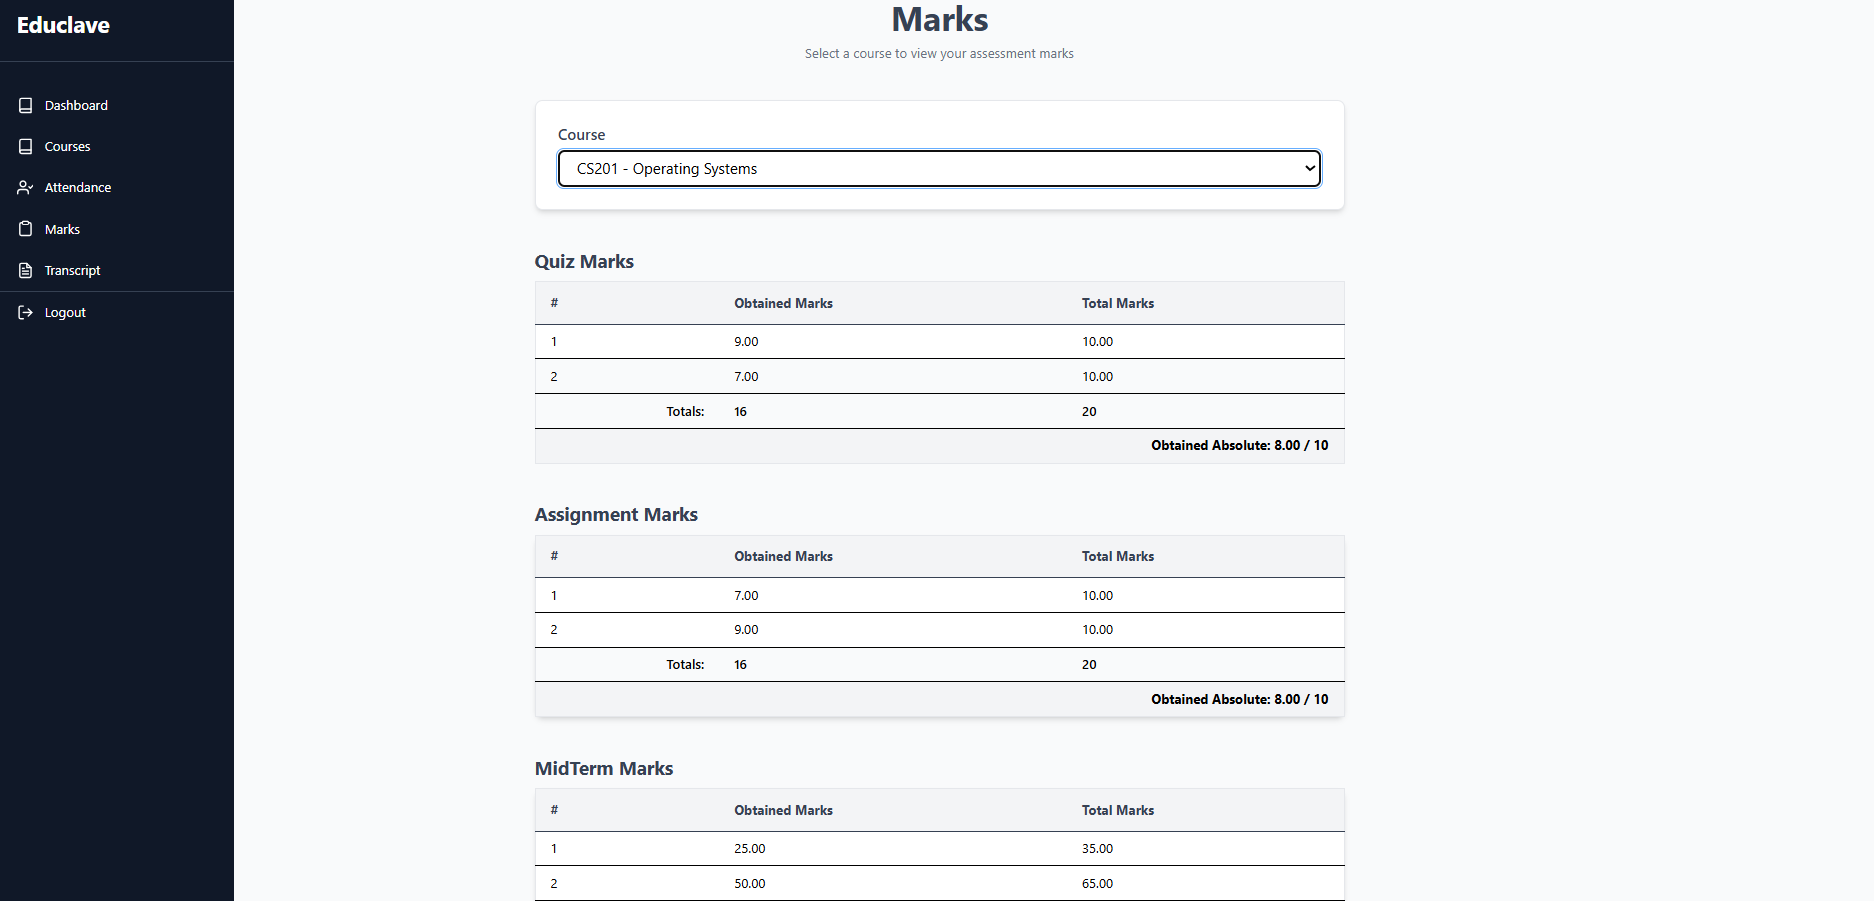 Educlave
Dashboard
Courses
Attendance
Marks
Transcript
Logout
Marks
Select a course to view your assessment marks
Course
CS201 - Operating Systems
Quiz Marks
# Obtained Marks Total Marks
1 9.00 10.00
2 7.00 10.00
Totals: 16 20
Obtained Absolute: 8.00 / 10
Assignment Marks
# Obtained Marks Total Marks
1 7.00 10.00
2 9.00 10.00
Totals: 16 20
Obtained Absolute: 8.00 / 10
MidTerm Marks
# Obtained Marks Total Marks
1 25.00 35.00
2 50.00 65.00